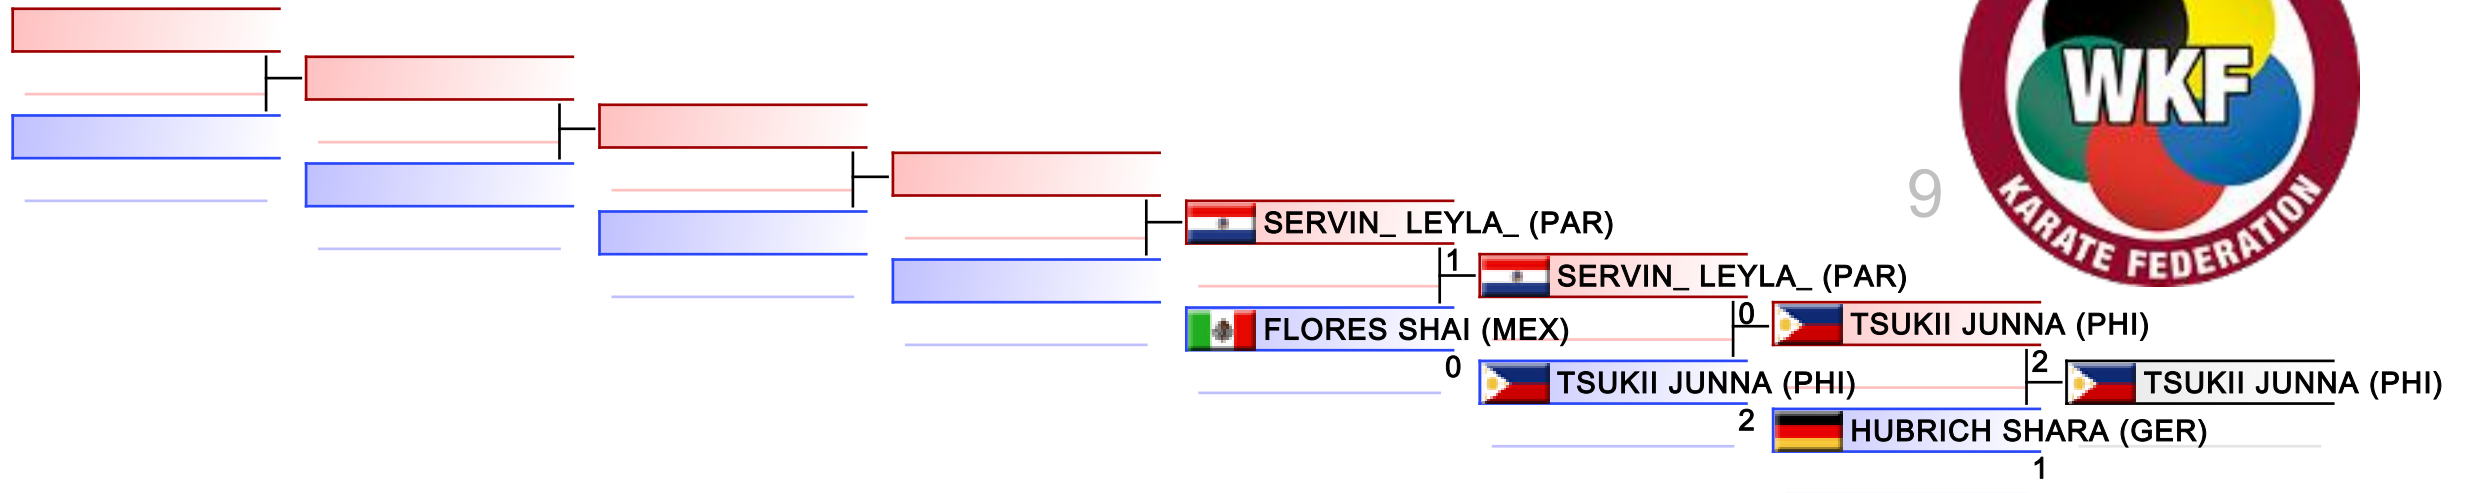 WKF
KARATE FEDERATION
9
SERVIN_ LEYLA_ (PAR)
1
SERVIN_ LEYLA_ (PAR)
FLORES SHAI (MEX)
0
0
TSUKII JUNNA (PHI)
TSUKII JUNNA (PHI)
2
2
TSUKII JUNNA (PHI)
HUBRICH SHARA (GER)
1